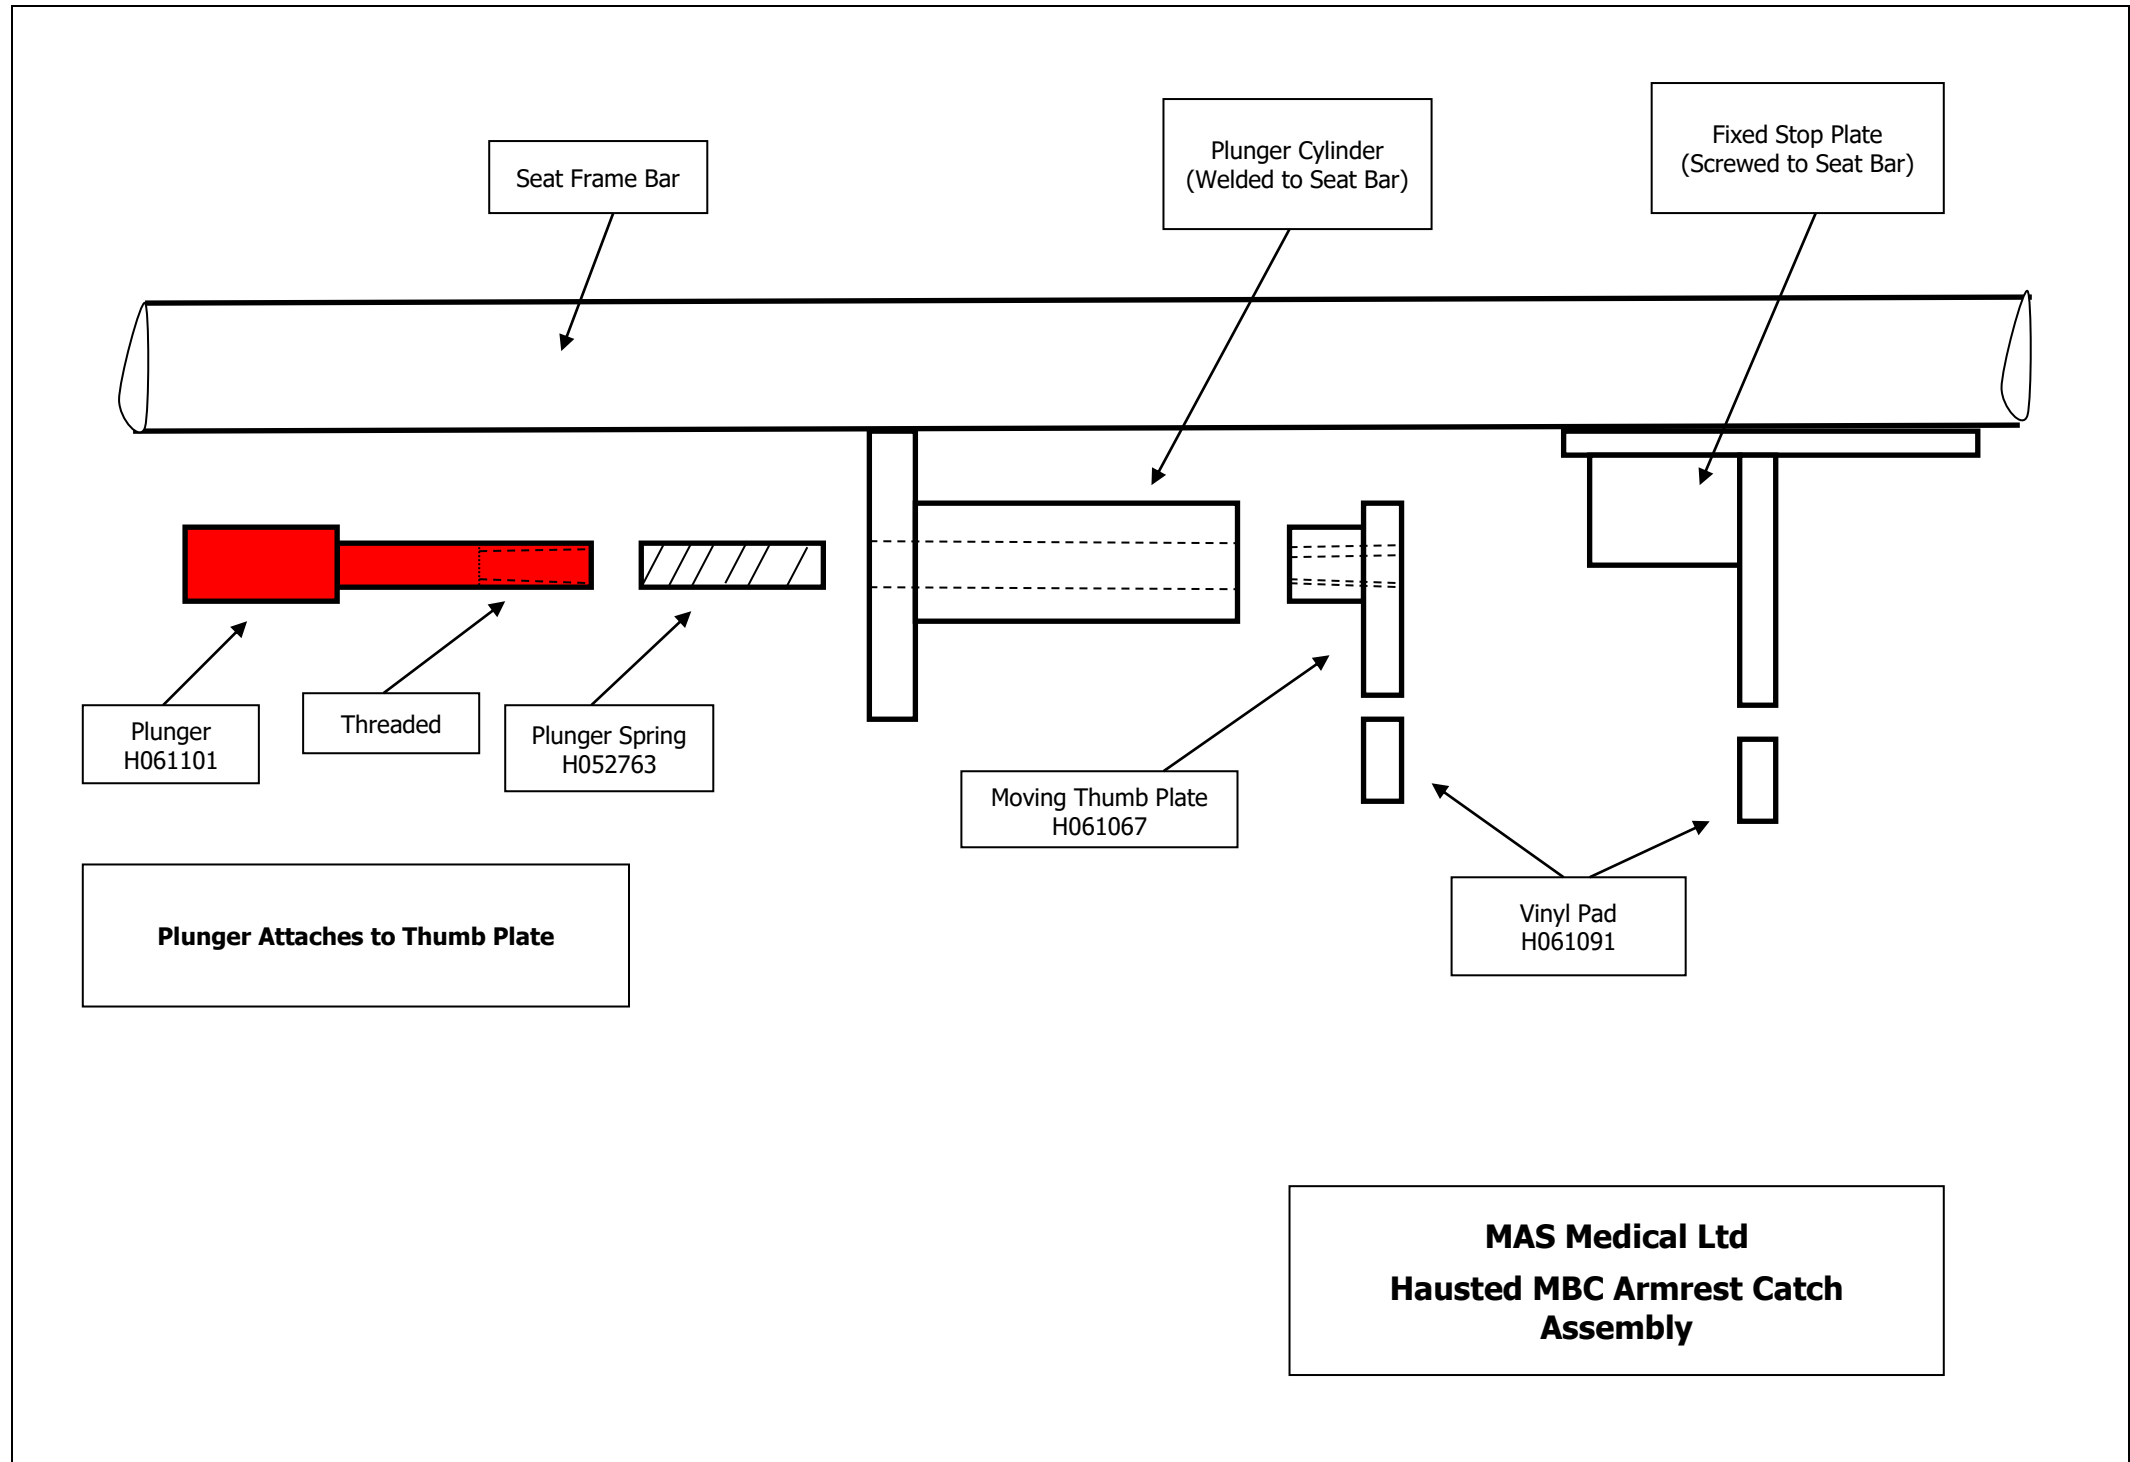 Seat Frame Bar
Plunger Cylinder
(Welded to Seat Bar)
Fixed Stop Plate
(Screwed to Seat Bar)
Plunger
H061101
Threaded
Plunger Spring
H052763
Moving Thumb Plate
H061067
Vinyl Pad
H061091
Plunger Attaches to Thumb Plate
MAS Medical Ltd
Hausted MBC Armrest Catch
Assembly